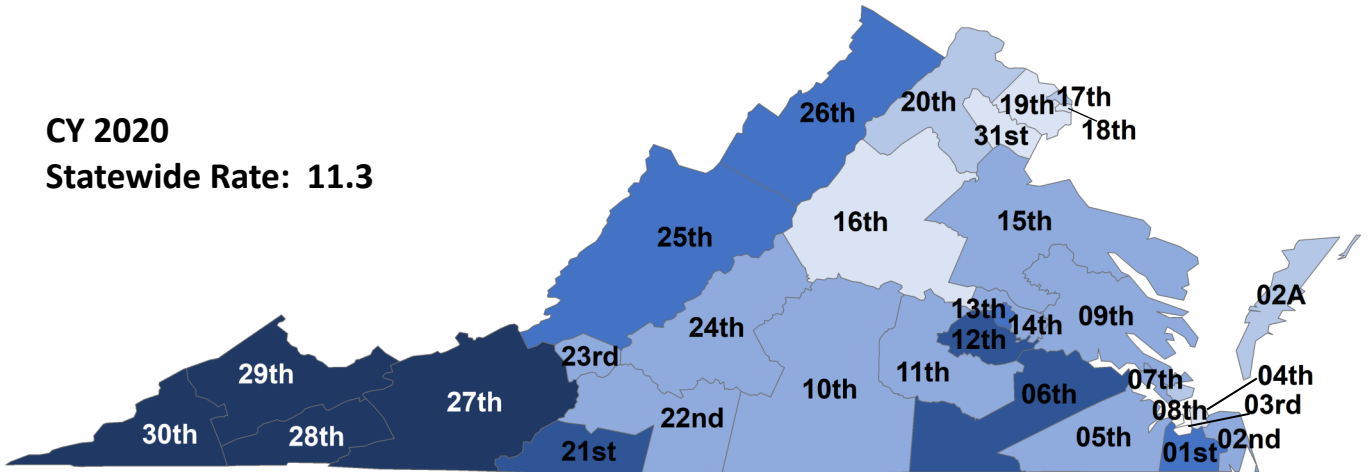 CY 2020
Statewide Rate: 11.3
26th
20th
19th
17th
18th
31st
25th
16th
15th
02A
13th
14th
09th
24th
12th
23rd
29th
11th
07th
04th
27th
10th
06th
03rd
08th
22nd
30th
28th
05th
02nd
21st
01st